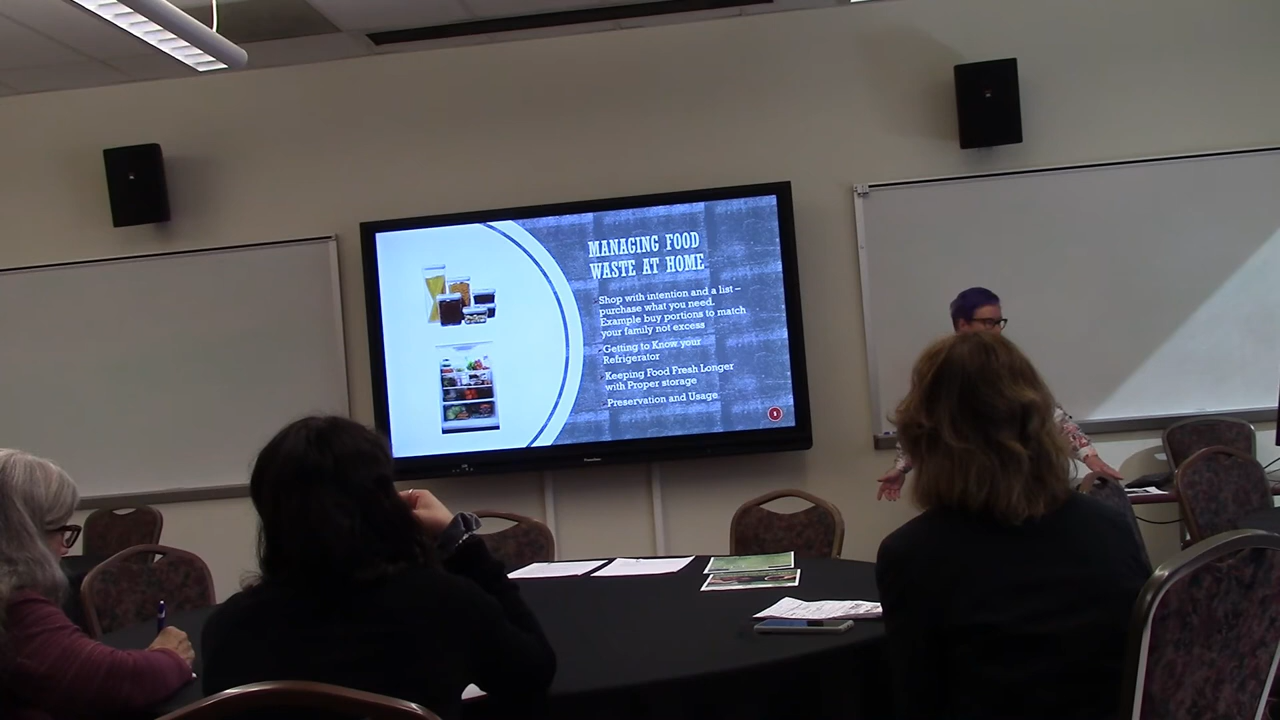 MANAGING FOOD
WASTE AT HOME
Shop with intention and a list –
purchase what you need.
Example buy portions to match
your family not excess
Getting to Know your
Refrigerator
Keeping Food Fresh Longer
with Proper storage
Preservation and Usage